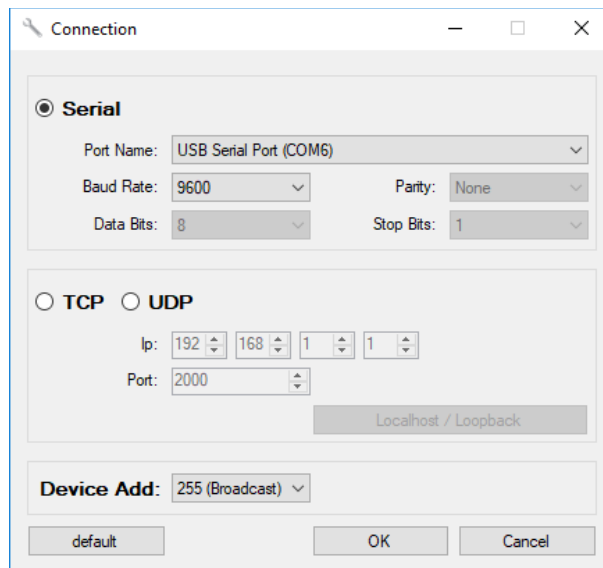 Connection
Serial
Port Name: USB Serial Port (COM6)
Baud Rate: 9600 Parity: None
Data Bits: 8 Stop Bits: 1
TCP UDP
Ip: 192 168 1 1
Port: 2000
Localhost / Loopback
Device Add: 255 (Broadcast)
default OK Cancel